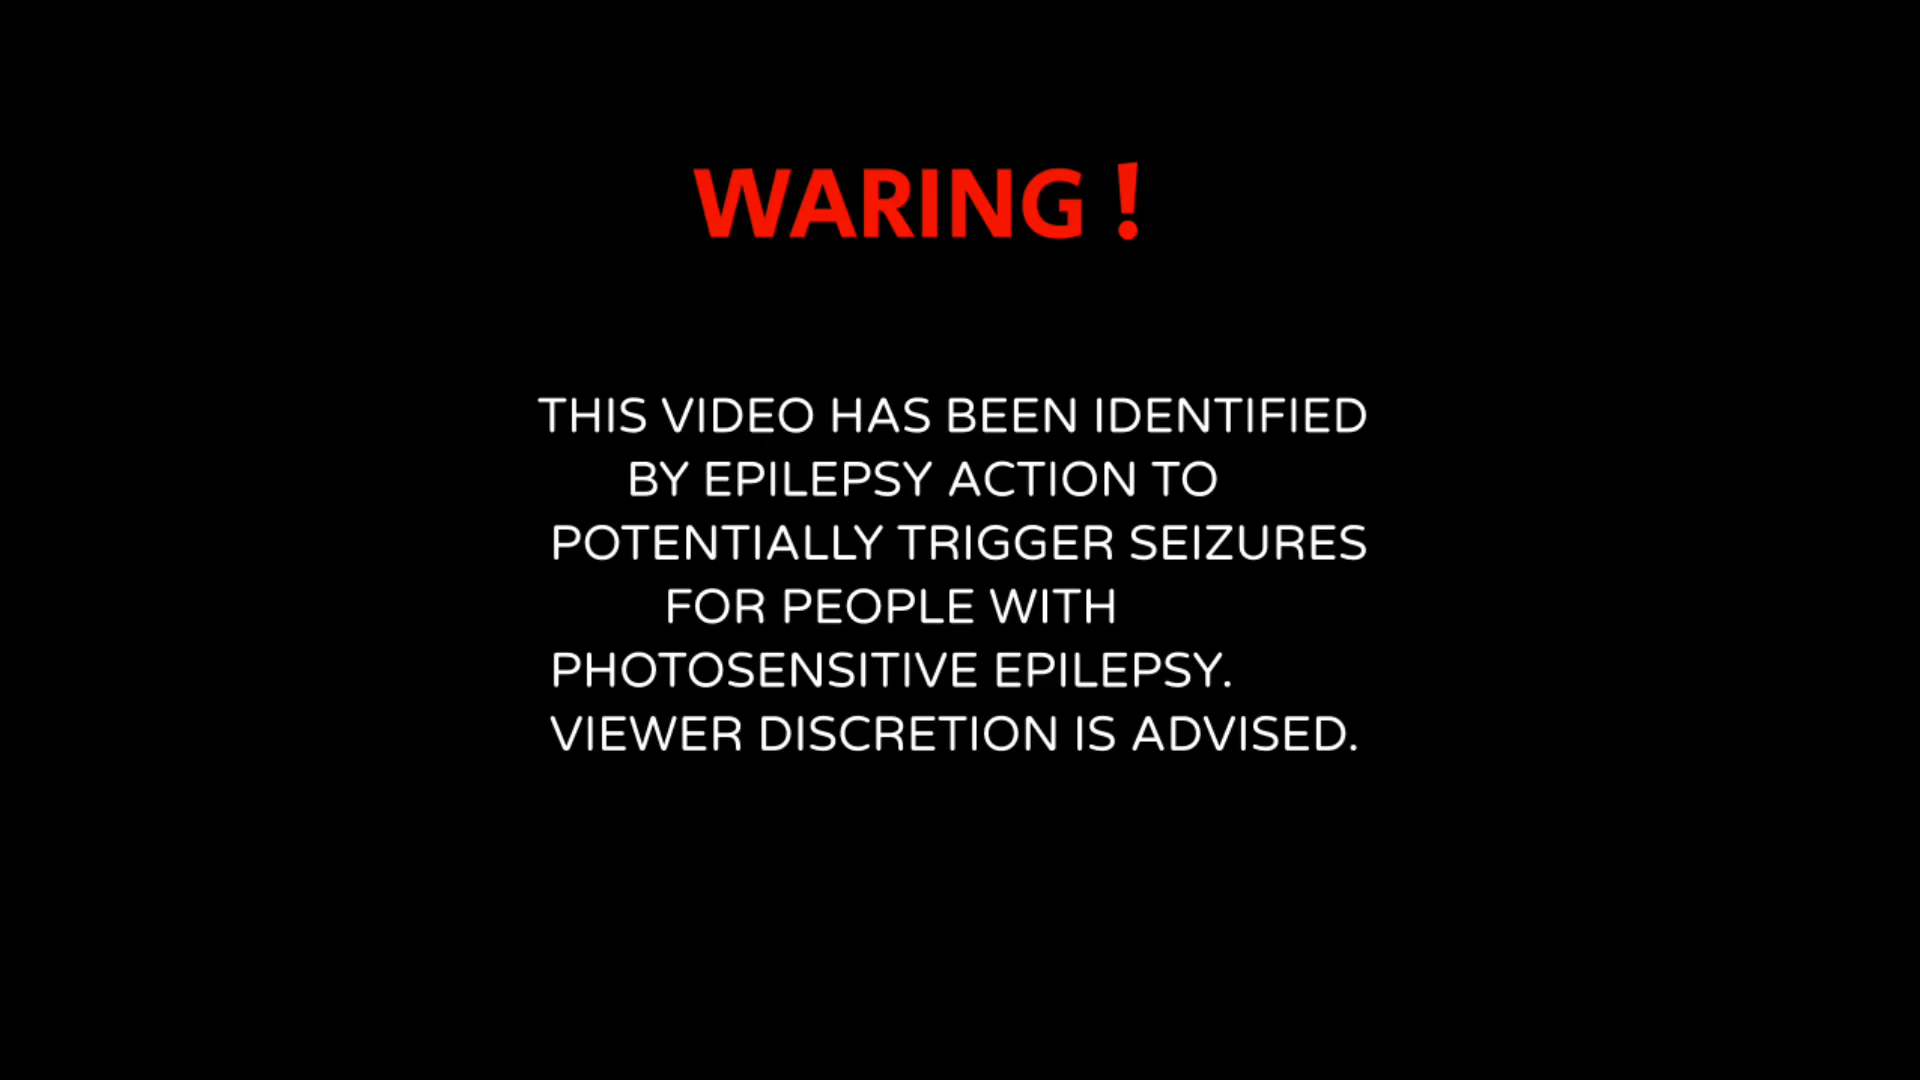 WARING !
THIS VIDEO HAS BEEN IDENTIFIED
BY EPILEPSY ACTION TO
POTENTIALLY TRIGGER SEIZURES
FOR PEOPLE WITH
PHOTOSENSITIVE EPILEPSY.
VIEWER DISCRETION IS ADVISED.